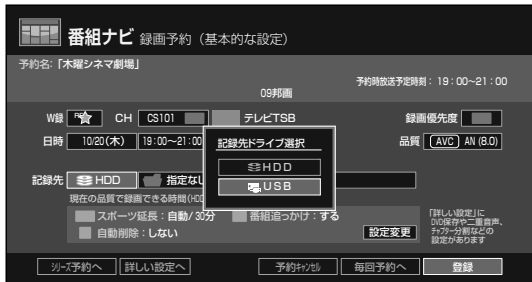 番組ナビ 録画予約（基本的な設定）
予約名:「木曜シネマ劇場」
予約時放送予定時刻：19：00～21：00
09邦画
W録 CH CS101 テレビTSB 録画優先度
日時 10/20(木) 19:00～21:00 品質 AVC AN (8.0)
記録先ドライブ選択
HDD
USB
記録先 HDD 指定なし
現在の品質で録画できる時間(HDD
スポーツ延長：自動/30分 番組追っかけ：する
自動削除：しない 設定変更
「詳しい設定」に
DVD保存や二重音声、
チャプター分割などの
設定があります
シリーズ予約へ 詳しい設定へ 予約ｷｬﾝｾﾙ 毎回予約へ 登録